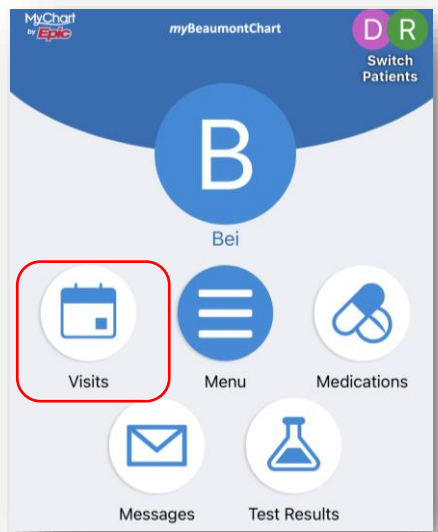 MyChart
by Epic
myBeaumontChart
D R
Switch
Patients
B
Bei
Visits
Menu
Medications
Messages
Test Results